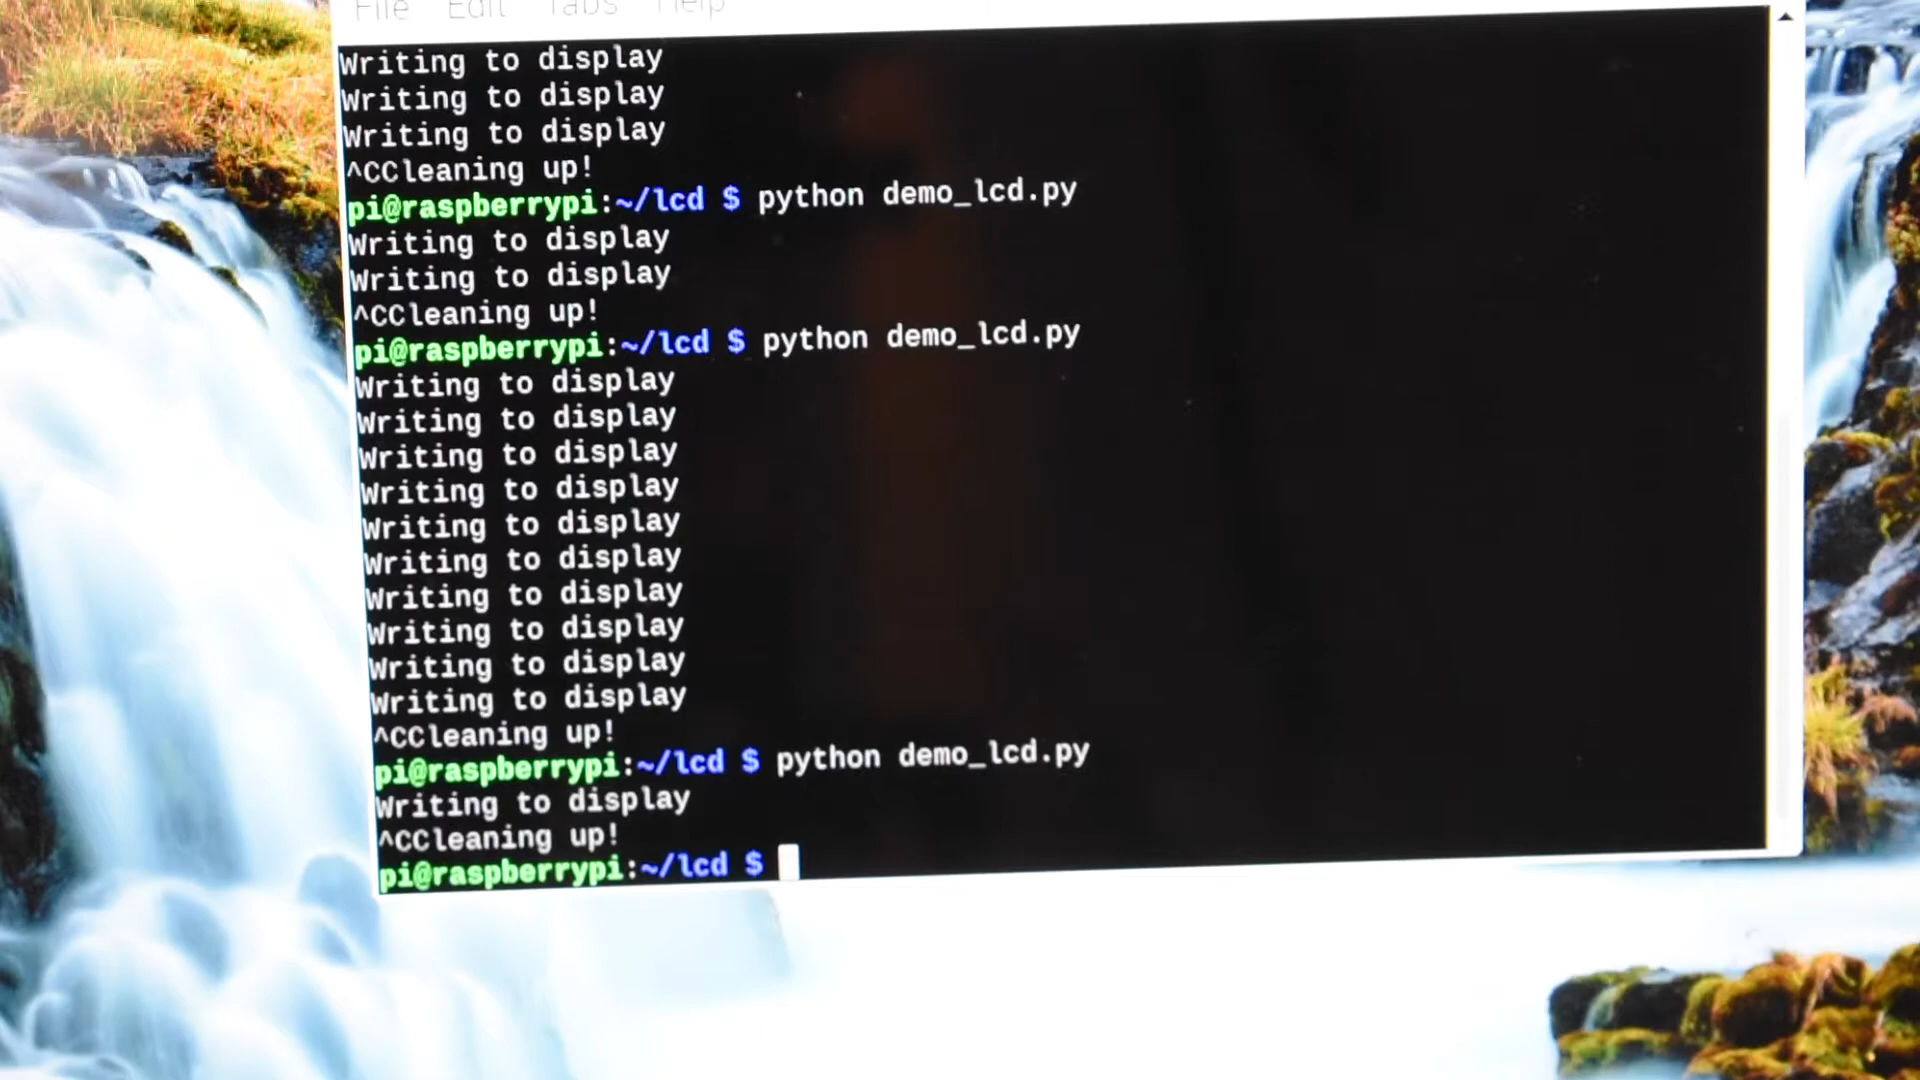 File Edit Tabs Help
Writing to display
Writing to display
Writing to display
^CCleaning up!
pi@raspberrypi:~/lcd $ python demo_lcd.py
Writing to display
Writing to display
^CCleaning up!
pi@raspberrypi:~/lcd $ python demo_lcd.py
Writing to display
Writing to display
Writing to display
Writing to display
Writing to display
Writing to display
Writing to display
Writing to display
Writing to display
Writing to display
^CCleaning up!
pi@raspberrypi:~/lcd $ python demo_lcd.py
Writing to display
^CCleaning up!
pi@raspberrypi:~/lcd $